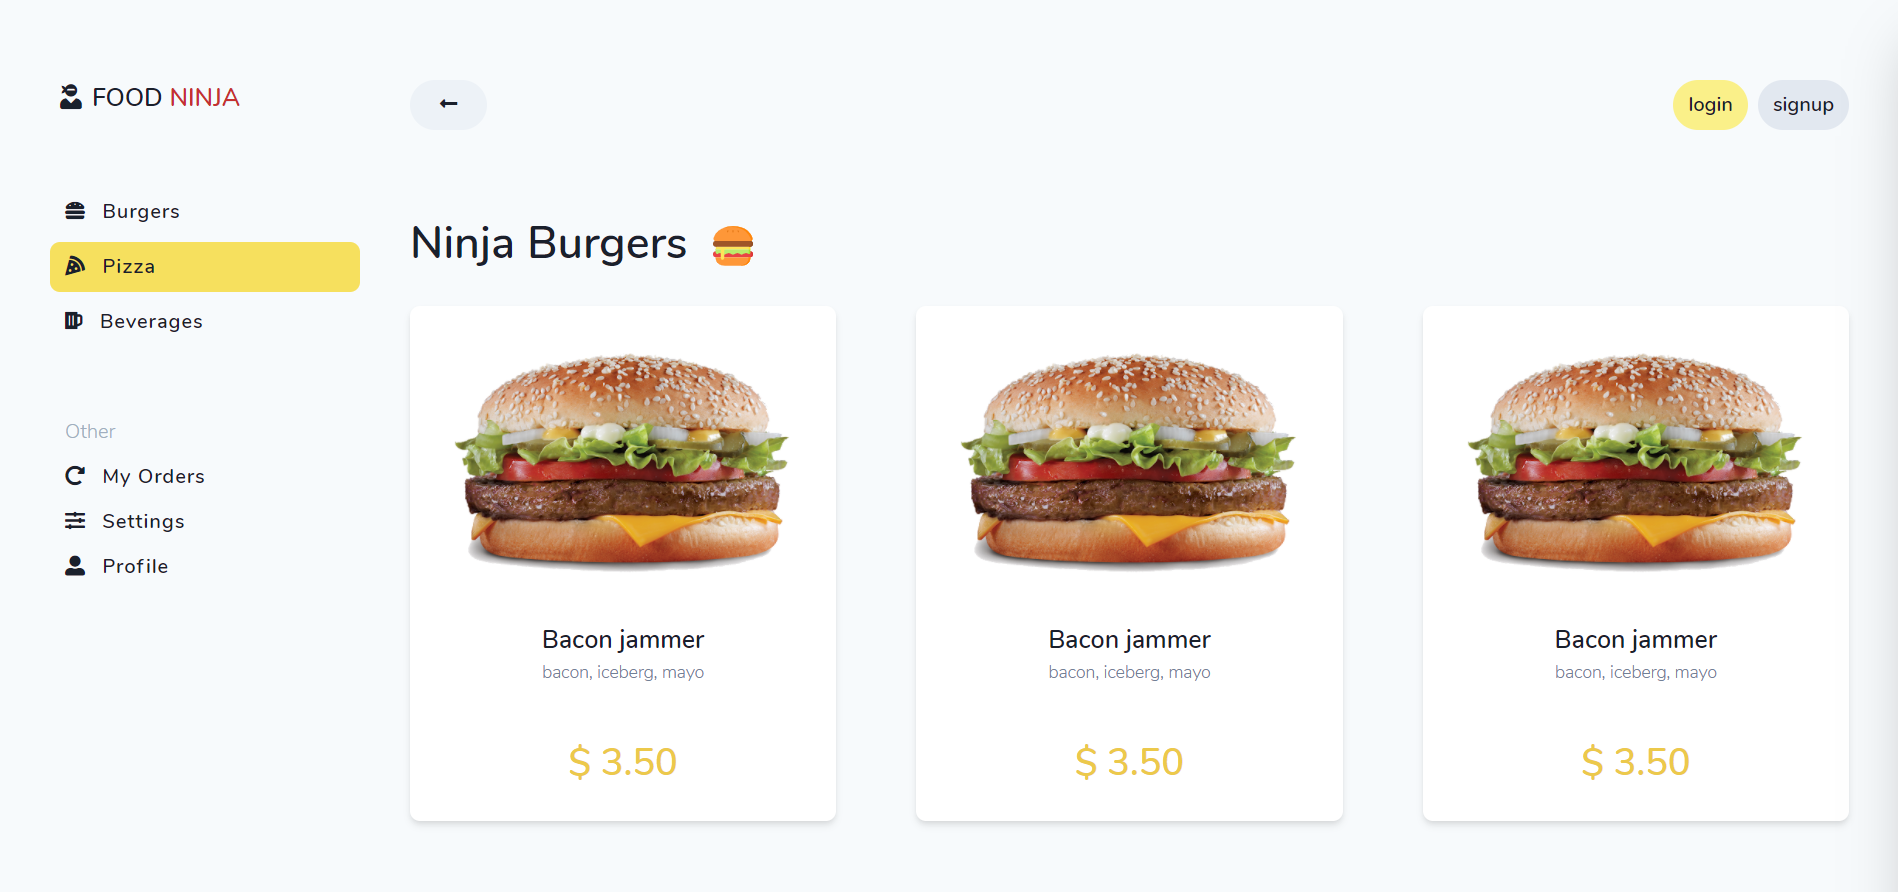 FOOD NINJA
login
signup
Burgers
Pizza
Beverages
Other
My Orders
Settings
Profile
Ninja Burgers
Bacon jammer
bacon, iceberg, mayo
$ 3.50
Bacon jammer
bacon, iceberg, mayo
$ 3.50
Bacon jammer
bacon, iceberg, mayo
$ 3.50